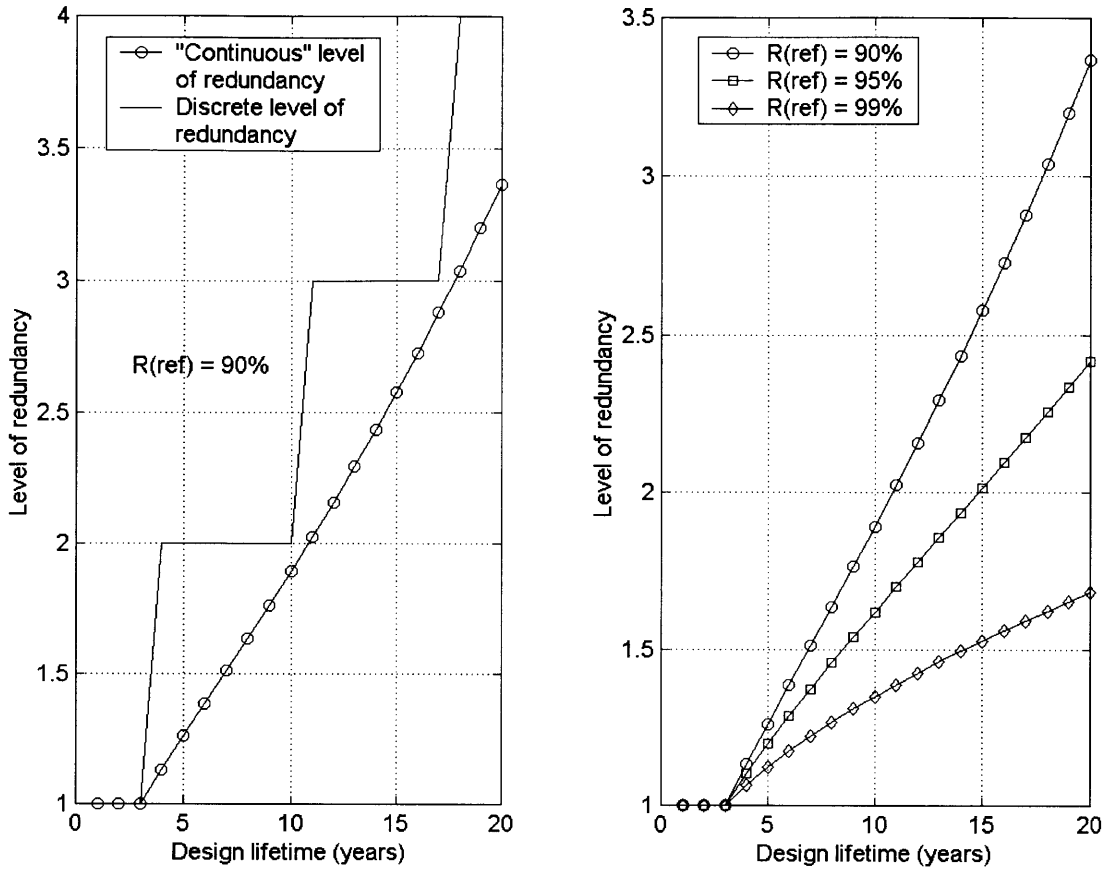 4
3.5
3
2.5
2
1.5
1
0
5
10
15
20
Level of redundancy
Design lifetime (years)
"Continuous" level
of redundancy
Discrete level of
redundancy
R(ref) = 90%
3.5
3
2.5
2
1.5
1
0
5
10
15
20
Level of redundancy
Design lifetime (years)
R(ref) = 90%
R(ref) = 95%
R(ref) = 99%